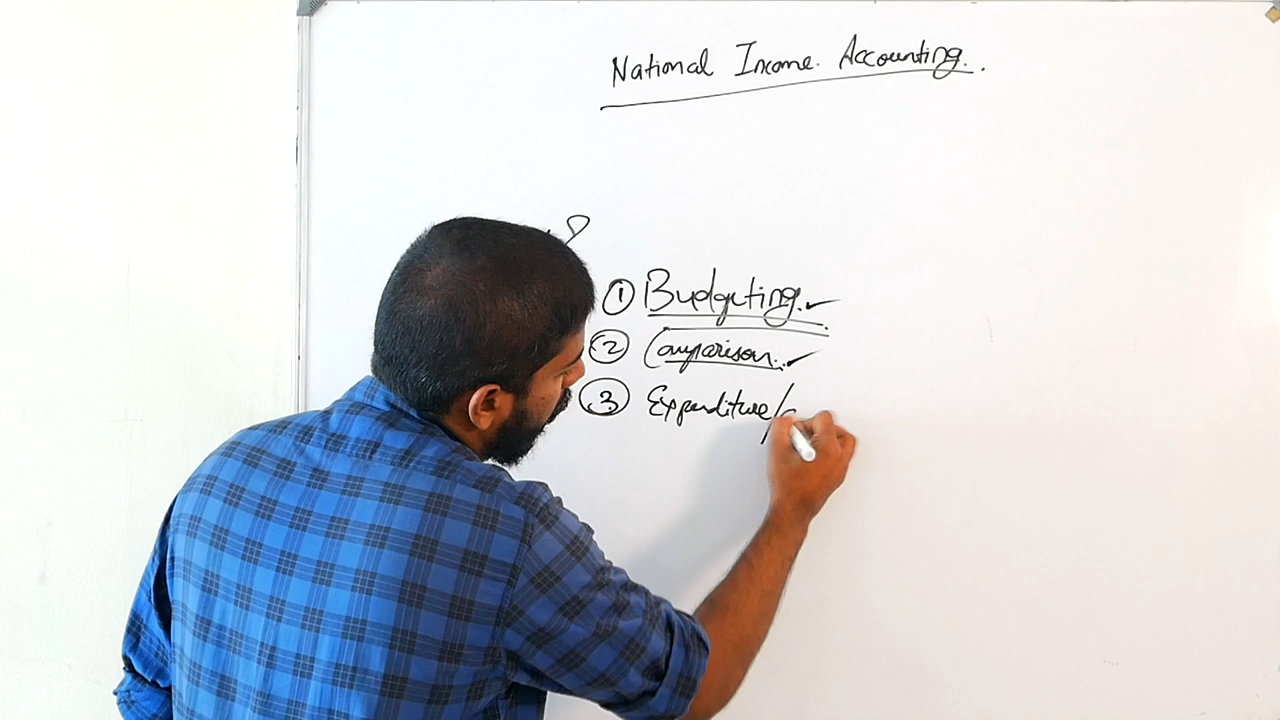 National Income. Accounting..
① Budgeting.
② Comparison..
③ Expenditure/